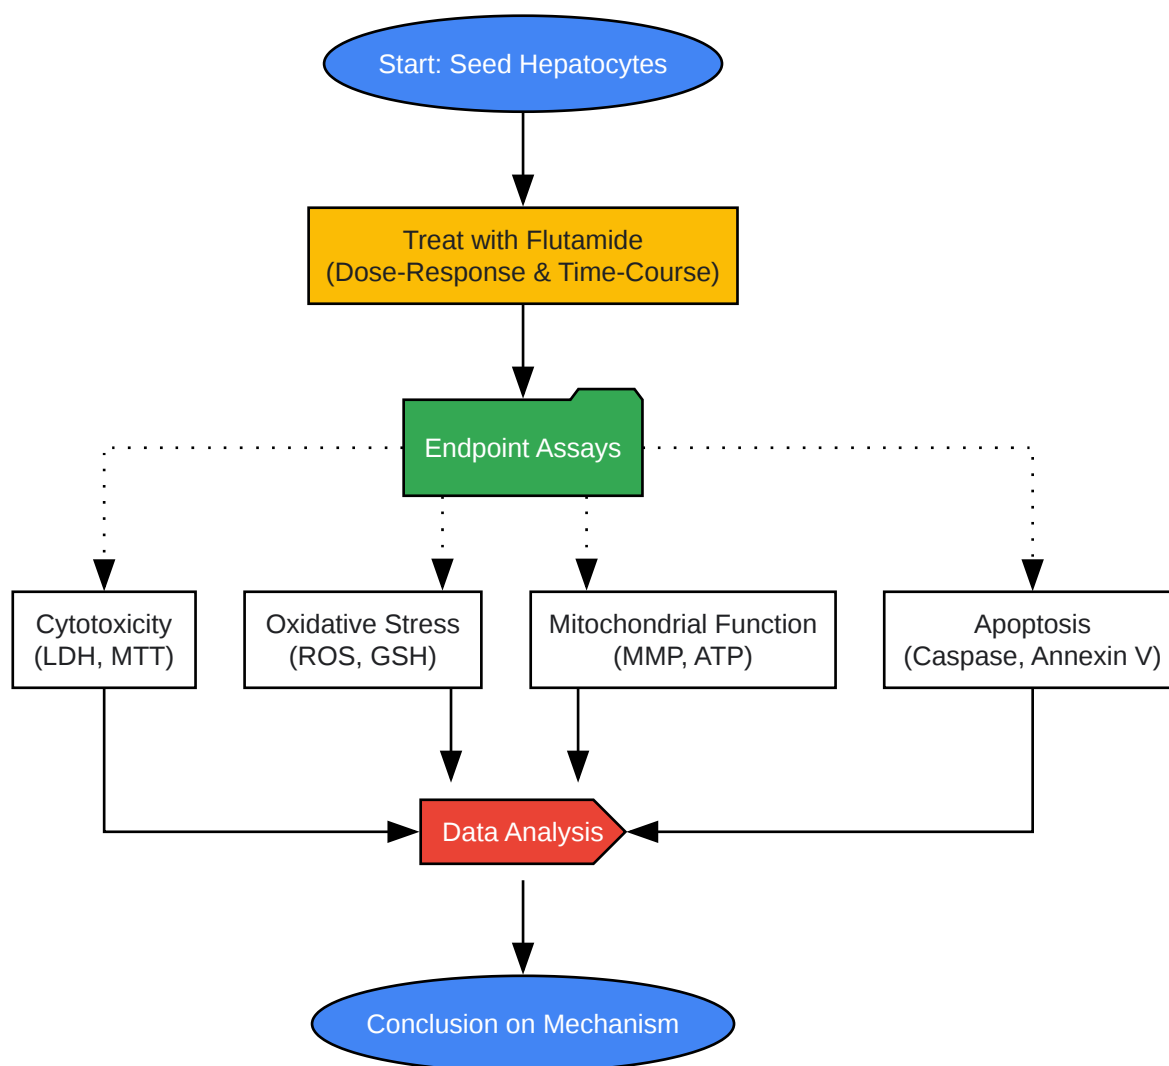 Start: Seed Hepatocytes
Treat with Flutamide
(Dose-Response & Time-Course)
Endpoint Assays
Cytotoxicity
(LDH, MTT)
Oxidative Stress
(ROS, GSH)
Mitochondrial Function
(MMP, ATP)
Apoptosis
(Caspase, Annexin V)
Data Analysis
Conclusion on Mechanism